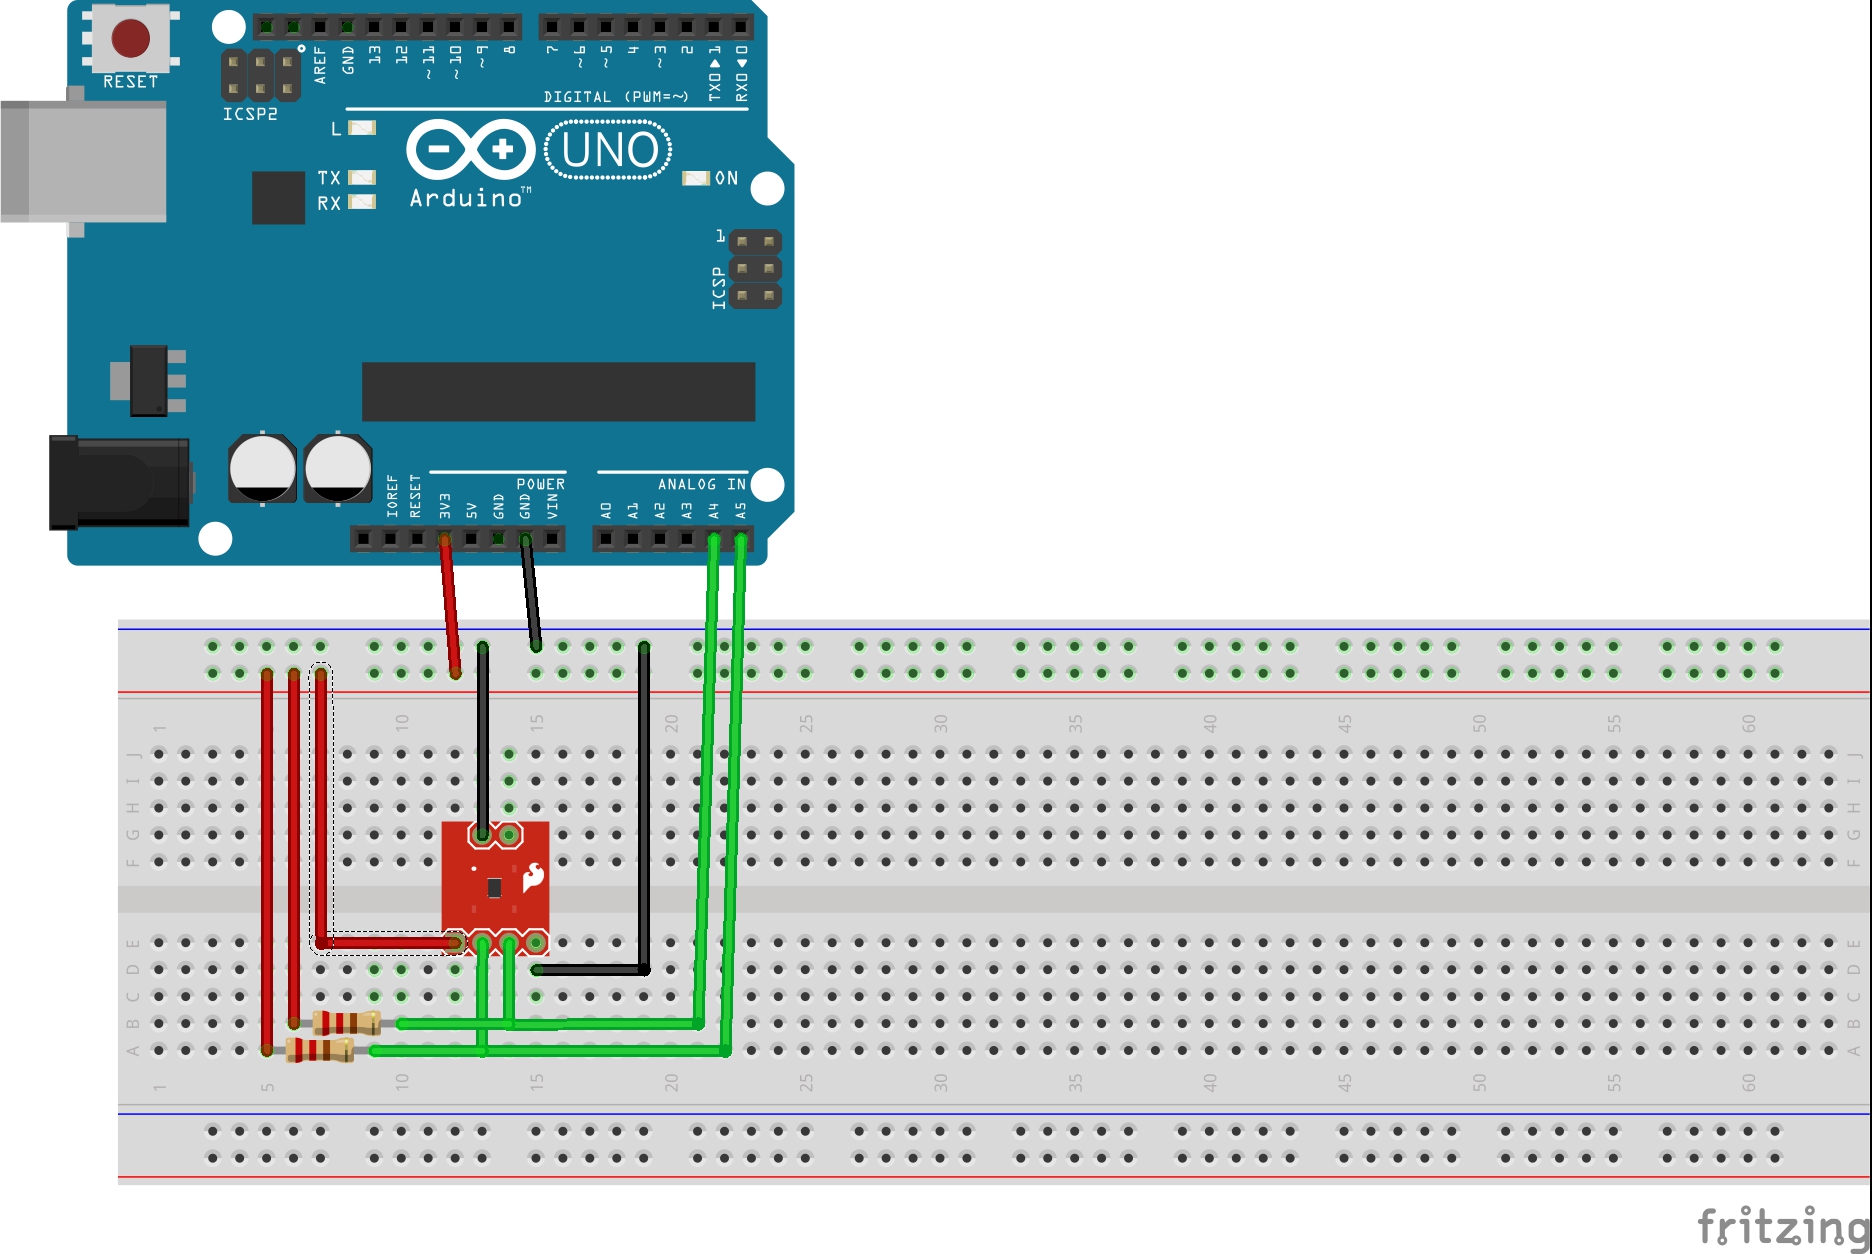 RESET
ICSP2
AREF
GND
13
12
~11
~10
~9
8
7
~6
~5
4
~3
2
TX0▶1
RX0◀0
DIGITAL (PWM=~)
L
TX
RX
UNO
Arduino™
ON
1
ICSP
IOREF
RESET
3V3
5V
GND
GND
VIN
POWER
A0
A1
A2
A3
A4
A5
ANALOG IN
1 10 15 20 25 30 35 40 45 50 55 60
J J
I I
H H
G G
F F
E E
D D
C C
B B
A A
1 5 10 15 20 25 30 35 40 45 50 55 60
fritzing